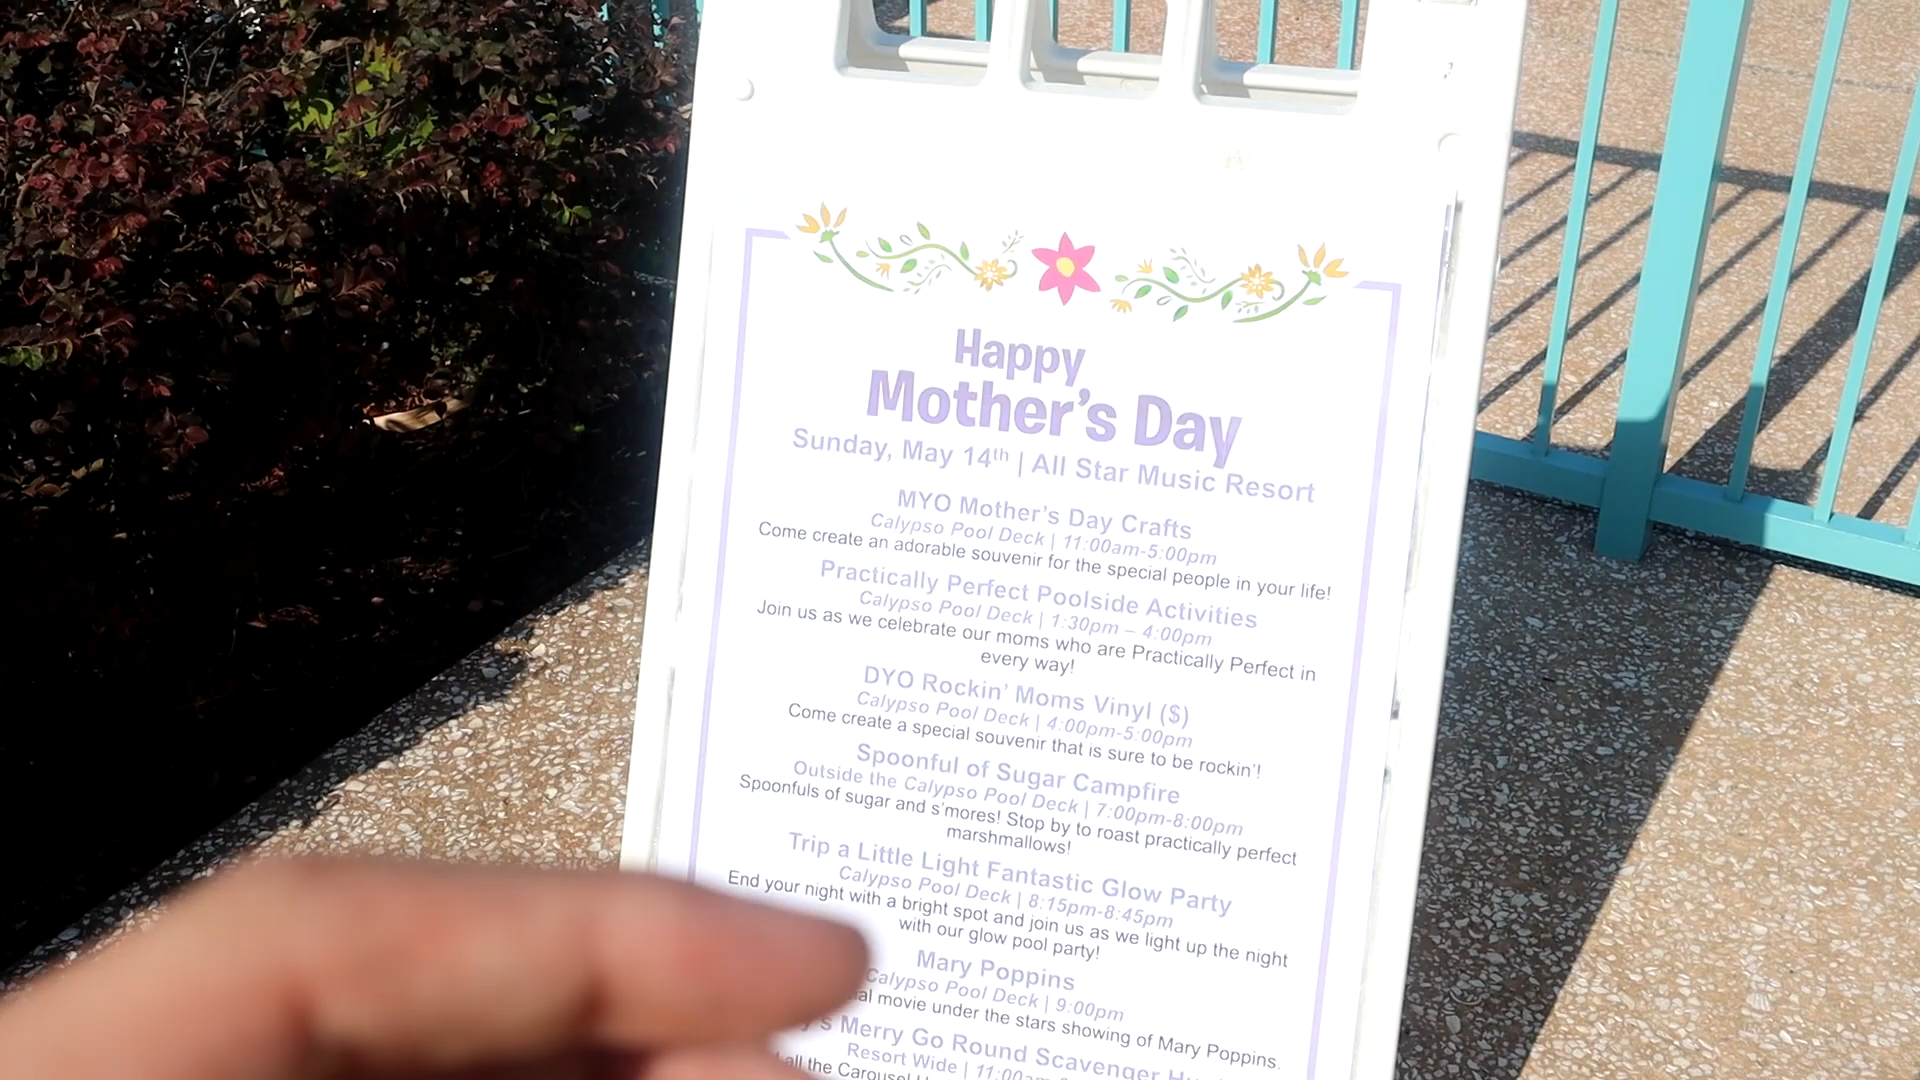 Happy
Mother's Day
Sunday, May 14th | All Star Music Resort
MYO Mother's Day Crafts
Calypso Pool Deck | 11:00am-5:00pm
Come create an adorable souvenir for the special people in your life!
Practically Perfect Poolside Activities
Calypso Pool Deck | 1:30pm – 4:00pm
Join us as we celebrate our moms who are Practically Perfect in
every way!
DYO Rockin' Moms Vinyl ($)
Calypso Pool Deck | 4:00pm-5:00pm
Come create a special souvenir that is sure to be rockin'!
Spoonful of Sugar Campfire
Outside the Calypso Pool Deck | 7:00pm-8:00pm
Spoonfuls of sugar and s'mores! Stop by to roast practically perfect
marshmallows!
Trip a Little Light Fantastic Glow Party
Calypso Pool Deck | 8:15pm-8:45pm
End your night with a bright spot and join us as we light up the night
with our glow pool party!
Mary Poppins
Calypso Pool Deck | 9:00pm
movie under the stars showing of Mary Poppins.
Merry Go Round Scavenger
Resort Wide | 11:00am
all the Carousel